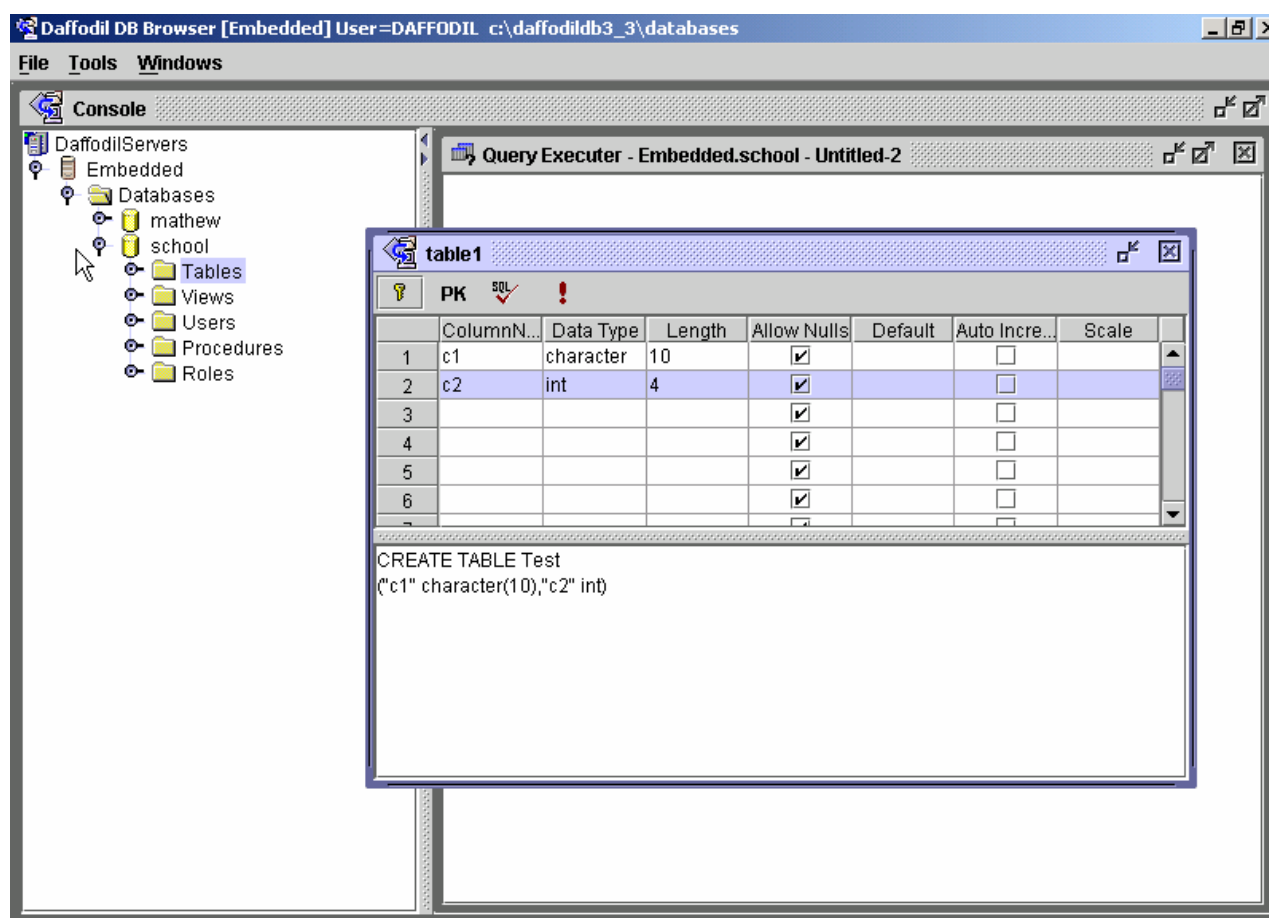 Daffodil DB Browser [Embedded] User=DAFFODIL c:\daffodildb3_3\databases
File Tools Windows
Console
DaffodilServers
Embedded
Databases
mathew
school
Tables
Views
Users
Procedures
Roles
Query Executer - Embedded.school - Untitled-2
table1
PK SQL
ColumnN... Data Type Length Allow Nulls Default Auto Incre... Scale
1 c1 character 10
2 c2 int 4
3
4
5
6
CREATE TABLE Test
("c1" character(10),"c2" int)